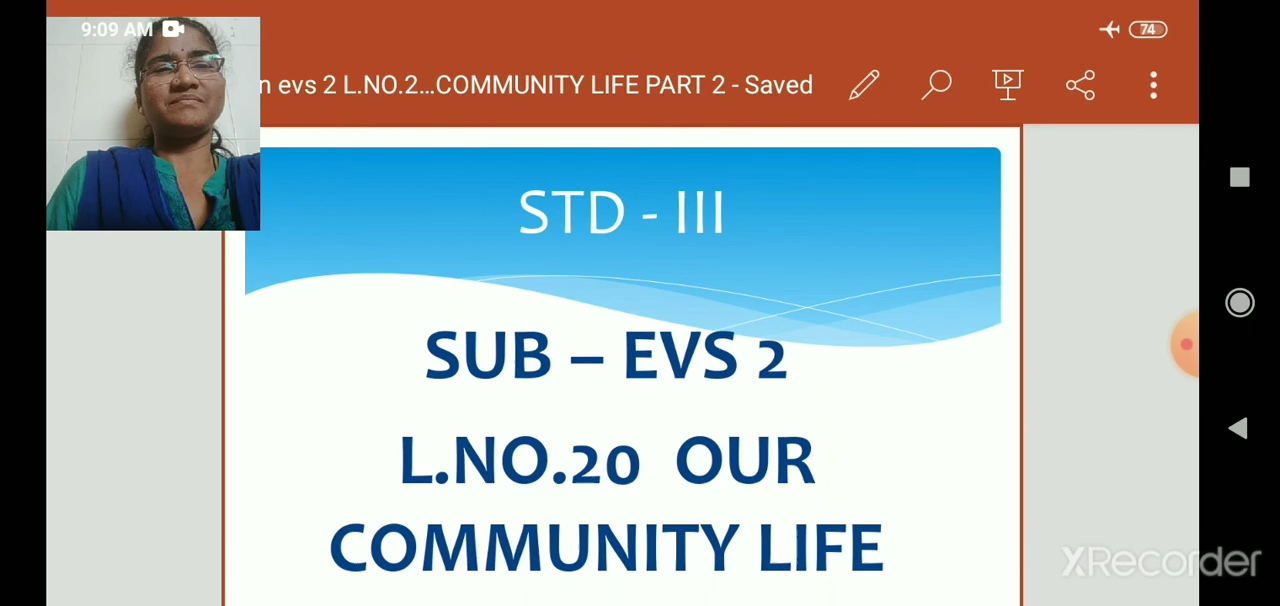 9:09 AM
74
n evs 2 L.NO.2...COMMUNITY LIFE PART 2 - Saved
STD - III
SUB – EVS 2
L.NO.20 OUR
COMMUNITY LIFE
XRecorder